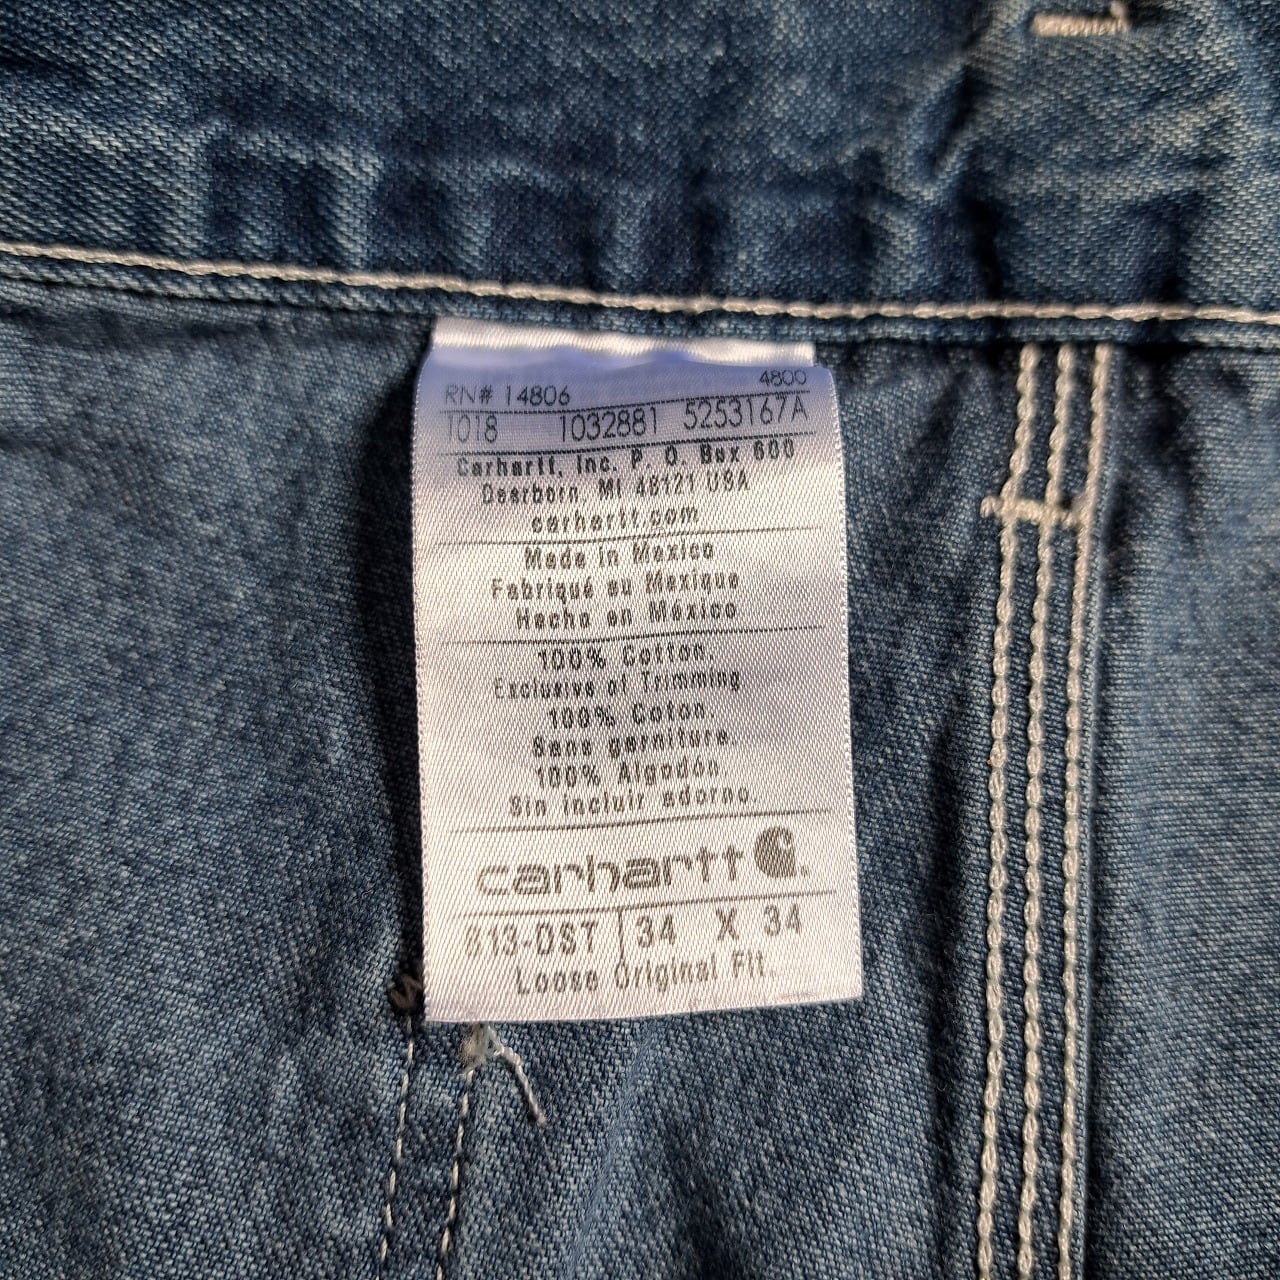 RN# 14806 4800
1018 1032881 5253167A
Carhartt, Inc. P. O. Box 600
Dearborn, MI 48121 USA
carhartt.com
Made in Mexico
Fabriqué au Mexique
Hecho en México
100% Cotton.
Exclusive of Trimming
100% Coton.
Sans garniture.
100% Algodón.
Sin incluir adorno
carhartt
813-DST 34 X 34
Loose Original Fit.